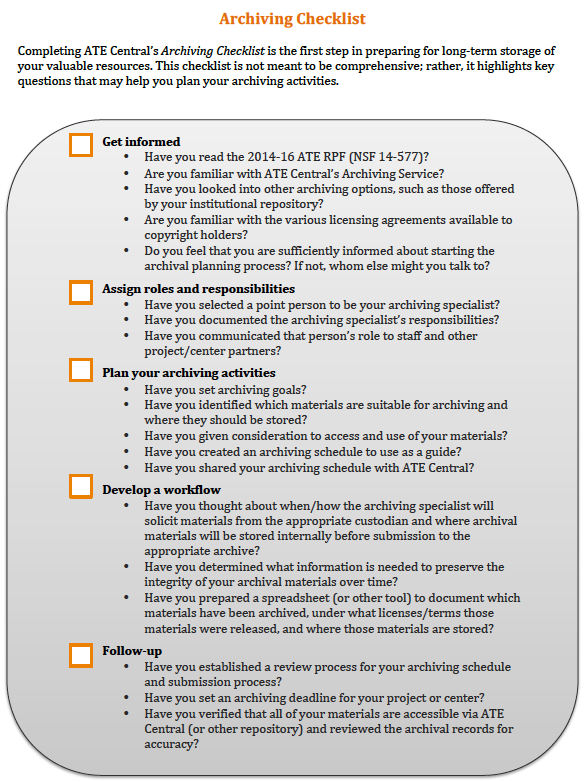 Archiving Checklist
Completing ATE Central's Archiving Checklist is the first step in preparing for long-term storage of
your valuable resources. This checklist is not meant to be comprehensive; rather, it highlights key
questions that may help you plan your archiving activities.
Get informed
• Have you read the 2014-16 ATE RPF (NSF 14-577)?
• Are you familiar with ATE Central's Archiving Service?
• Have you looked into other archiving options, such as those offered
by your institutional repository?
• Are you familiar with the various licensing agreements available to
copyright holders?
• Do you feel that you are sufficiently informed about starting the
archival planning process? If not, whom else might you talk to?
Assign roles and responsibilities
• Have you selected a point person to be your archiving specialist?
• Have you documented the archiving specialist's responsibilities?
• Have you communicated that person's role to staff and other
project/center partners?
Plan your archiving activities
• Have you set archiving goals?
• Have you identified which materials are suitable for archiving and
where they should be stored?
• Have you given consideration to access and use of your materials?
• Have you created an archiving schedule to use as a guide?
• Have you shared your archiving schedule with ATE Central?
Develop a workflow
• Have you thought about when/how the archiving specialist will
solicit materials from the appropriate custodian and where archival
materials will be stored internally before submission to the
appropriate archive?
• Have you determined what information is needed to preserve the
integrity of your archival materials over time?
• Have you prepared a spreadsheet (or other tool) to document which
materials have been archived, under what licenses/terms those
materials were released, and where those materials are stored?
Follow-up
• Have you established a review process for your archiving schedule
and submission process?
• Have you set an archiving deadline for your project or center?
• Have you verified that all of your materials are accessible via ATE
Central (or other repository) and reviewed the archival records for
accuracy?